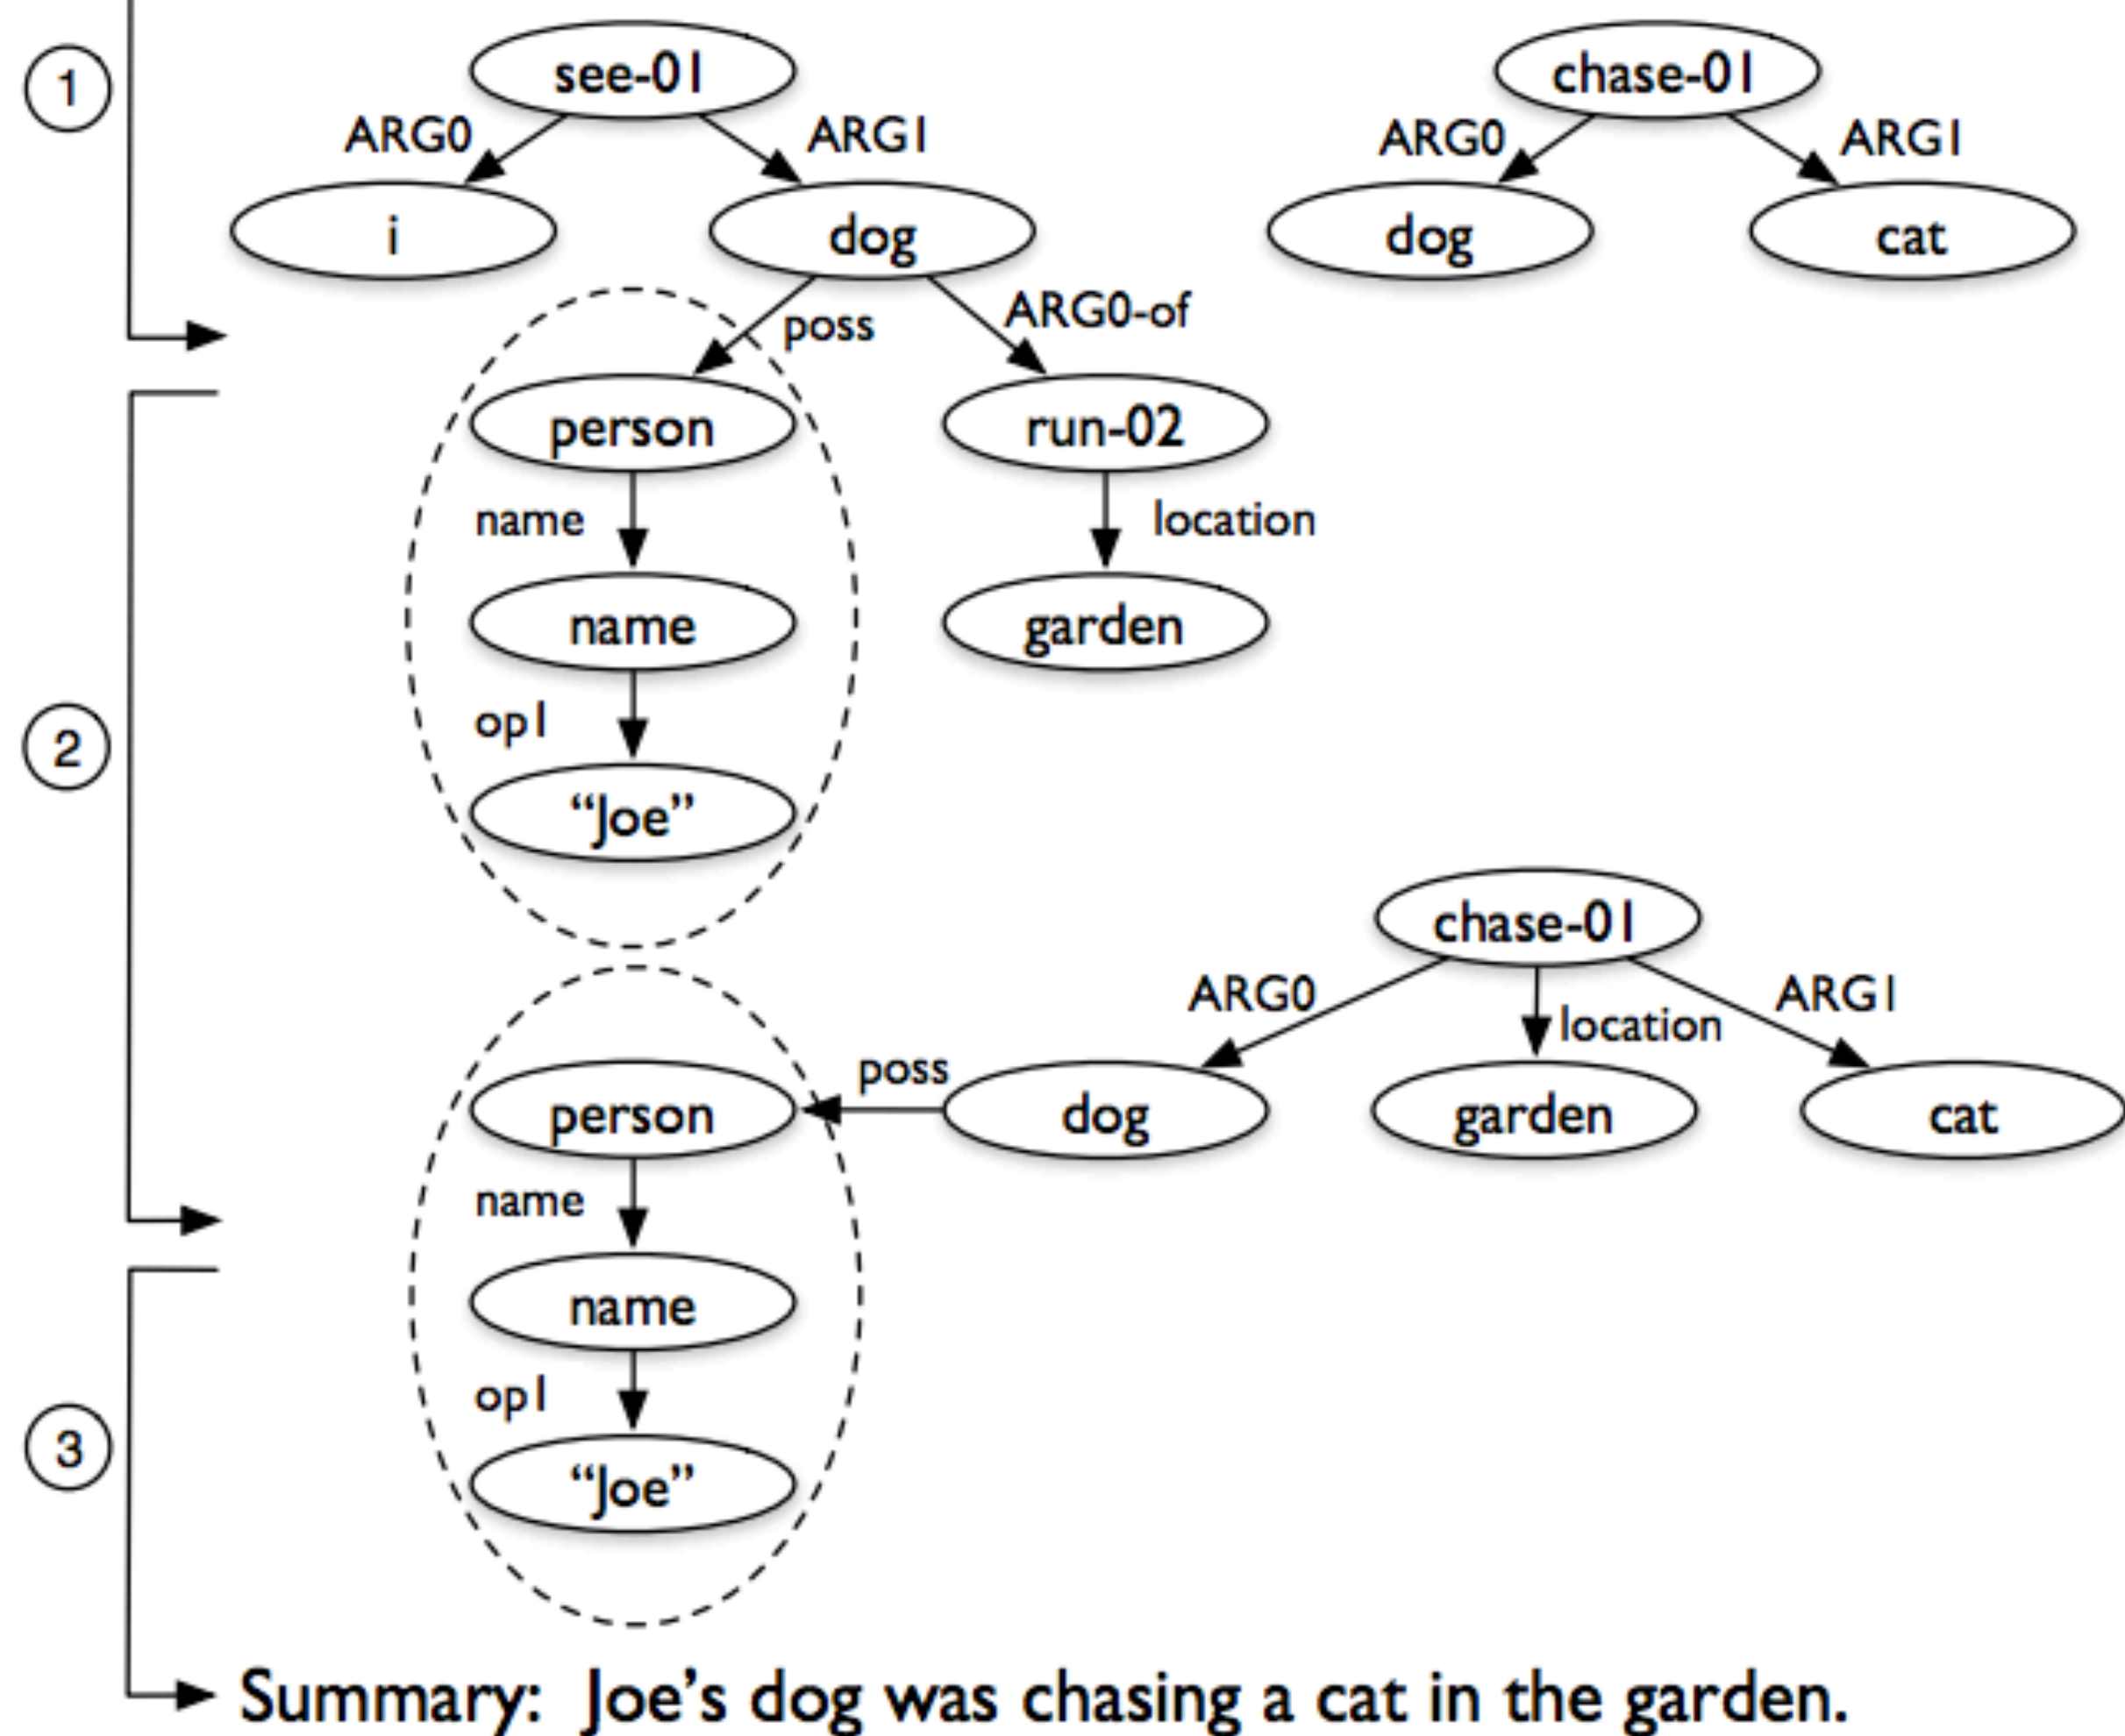 1
see-01
chase-01
ARG0
ARG1
ARG0
ARG1
i
dog
dog
cat
poss
ARG0-of
person
run-02
name
location
name
garden
2
op1
“Joe”
chase-01
ARG0
location
ARG1
poss
person
dog
garden
cat
name
name
op1
3
“Joe”
Summary: Joe’s dog was chasing a cat in the garden.